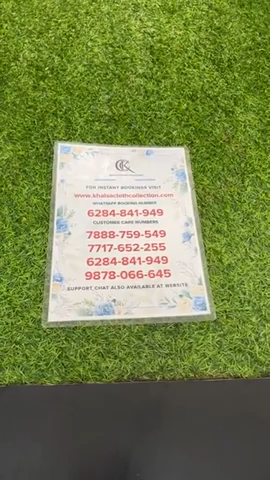 CK
FOR INSTANT BOOKINGS VISIT
www.khalsaclothcollection.com
WHATSAPP BOOKING NUMBER
6284-841-949
CUSTOMER CARE NUMBERS
7888-759-549
7717-652-255
6284-841-949
9878-066-645
SUPPORT CHAT ALSO AVAILABLE AT WEBSITE